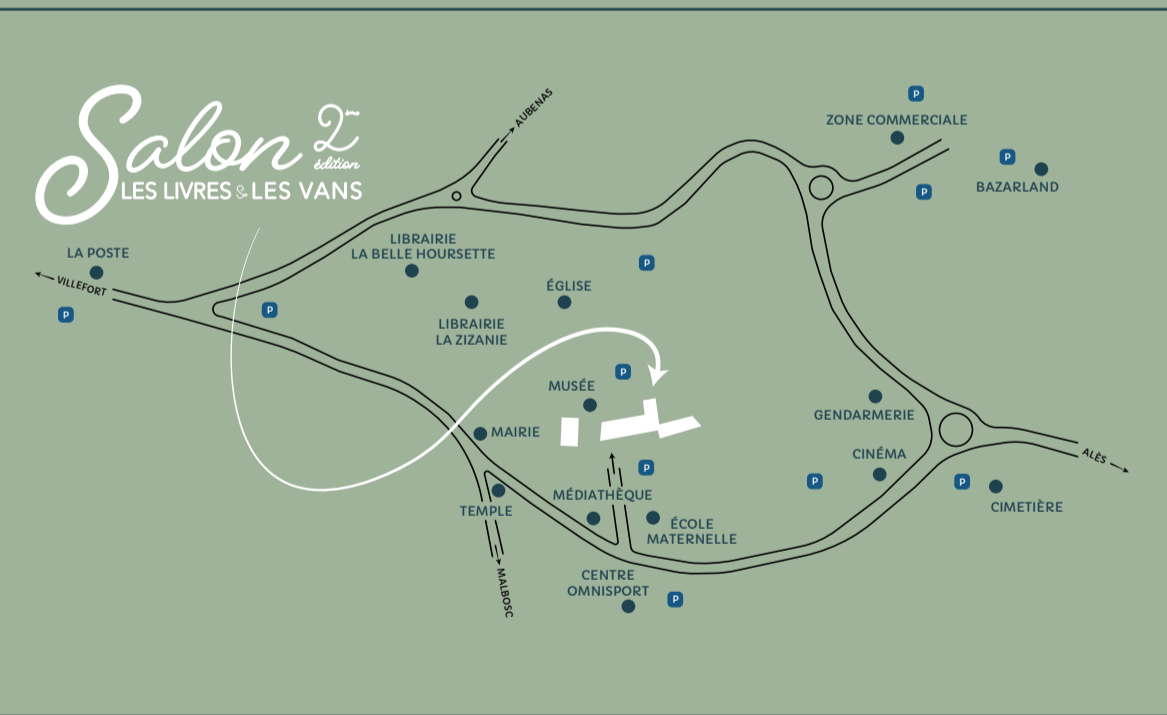 Salon 2ème
édition
LES LIVRES & LES VANS
AUBENAS
P
ZONE COMMERCIALE
P
BAZARLAND
P
LA POSTE
VILLEFORT
P
P
LIBRAIRIE
LA BELLE HOURSETTE
P
ÉGLISE
LIBRAIRIE
LA ZIZANIE
P
MUSÉE
MAIRIE
GENDARMERIE
ALÈS
CINÉMA
P
P
P
CIMETIÈRE
TEMPLE
MÉDIATHÈQUE
ÉCOLE
MATERNELLE
MALBOSC
CENTRE
OMNISPORT
P